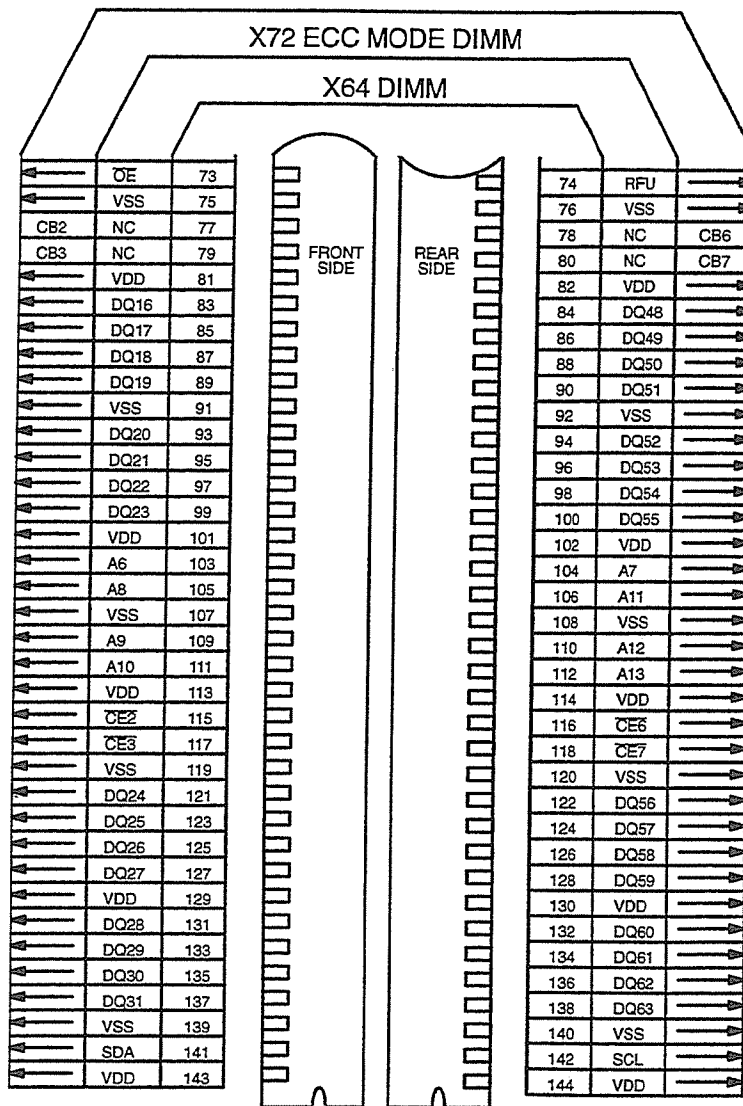 X72 ECC MODE DIMM
X64 DIMM
FRONT
SIDE
REAR
SIDE
O̅E̅ 73
VSS 75
CB2 NC 77
CB3 NC 79
VDD 81
DQ16 83
DQ17 85
DQ18 87
DQ19 89
VSS 91
DQ20 93
DQ21 95
DQ22 97
DQ23 99
VDD 101
A6 103
A8 105
VSS 107
A9 109
A10 111
VDD 113
C̅E̅2̅ 115
C̅E̅3̅ 117
VSS 119
DQ24 121
DQ25 123
DQ26 125
DQ27 127
VDD 129
DQ28 131
DQ29 133
DQ30 135
DQ31 137
VSS 139
SDA 141
VDD 143
74 RFU
76 VSS
78 NC CB6
80 NC CB7
82 VDD
84 DQ48
86 DQ49
88 DQ50
90 DQ51
92 VSS
94 DQ52
96 DQ53
98 DQ54
100 DQ55
102 VDD
104 A7
106 A11
108 VSS
110 A12
112 A13
114 VDD
116 C̅E̅6̅
118 C̅E̅7̅
120 VSS
122 DQ56
124 DQ57
126 DQ58
128 DQ59
130 VDD
132 DQ60
134 DQ61
136 DQ62
138 DQ63
140 VSS
142 SCL
144 VDD